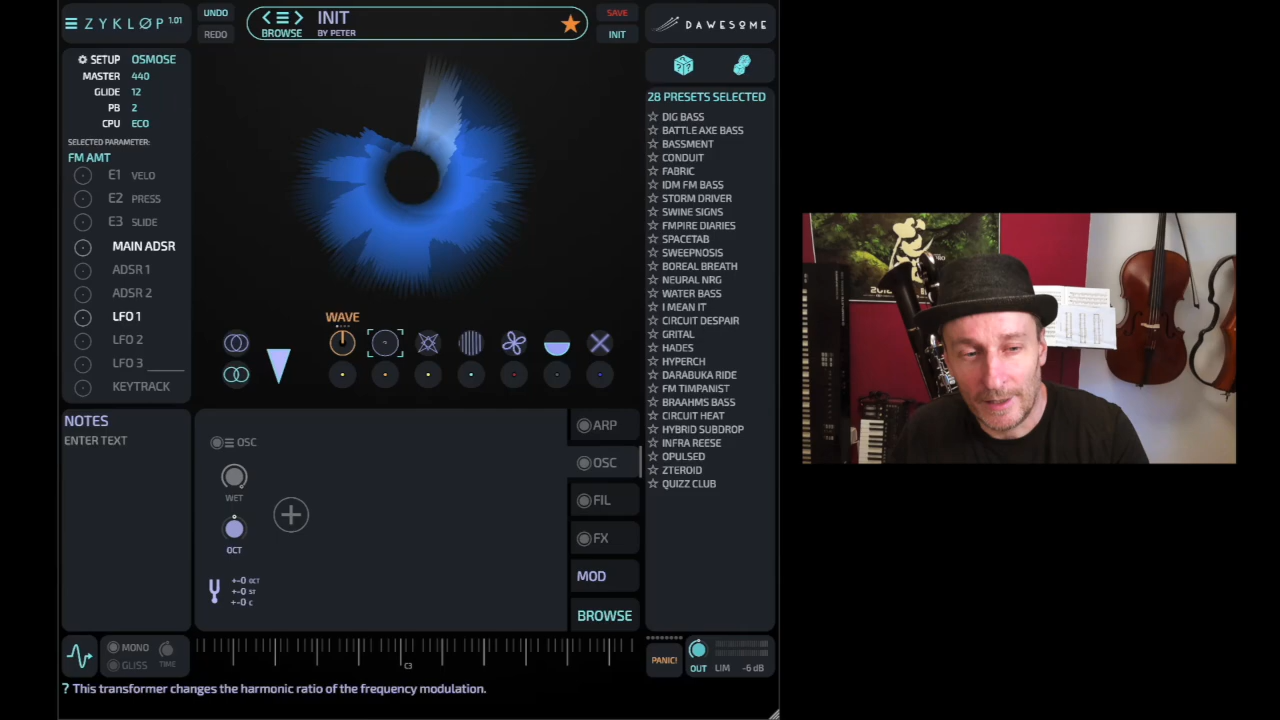 ZYKLØP 1.01
UNDO
REDO
BROWSE
INIT
BY PETER
SAVE
INIT
DAWESOME
SETUP OSMOSE
MASTER 440
GLIDE 12
PB 2
CPU ECO
SELECTED PARAMETER:
FM AMT
E1 VELO
E2 PRESS
E3 SLIDE
MAIN ADSR
ADSR 1
ADSR 2
LFO 1
LFO 2
LFO 3
KEYTRACK
NOTES
ENTER TEXT
WAVE
OSC
WET
OCT
+-0 OCT
+-0 ST
+-0 C
ARP
OSC
FIL
FX
MOD
BROWSE
28 PRESETS SELECTED
DIG BASS
BATTLE AXE BASS
BASSMENT
CONDUIT
FABRIC
IDM FM BASS
STORM DRIVER
SWINE SIGNS
FMPIRE DIARIES
SPACETAB
SWEEPNOSIS
BOREAL BREATH
NEURAL NRG
WATER BASS
I MEAN IT
CIRCUIT DESPAIR
GRITAL
HADES
HYPERCH
DARABUKA RIDE
FM TIMPANIST
BRAAHMS BASS
CIRCUIT HEAT
HYBRID SUBDROP
INFRA REESE
OPULSED
ZTEROID
QUIZZ CLUB
MONO
GLISS
TIME
C3
PANIC!
OUT LIM -6 dB
? This transformer changes the harmonic ratio of the frequency modulation.